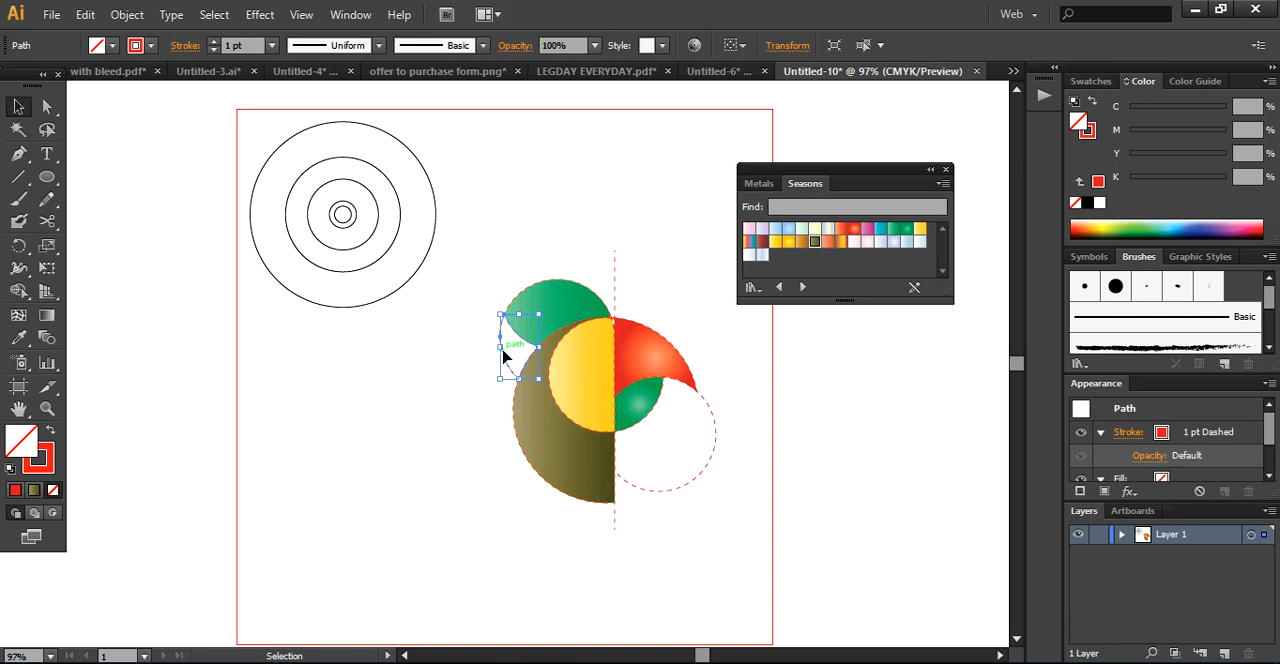 Ai File Edit Object Type Select Effect View Window Help Br Web
Path Stroke: 1 pt Uniform Basic Opacity: 100% Style: Transform
with bleed.pdf* Untitled-3.ai* Untitled-4* ... offer to purchase form.png* LEGDAY EVERYDAY.pdf* Untitled-6* ... Untitled-10* @ 97% (CMYK/Preview)
Swatches Color Color Guide
C %
M %
Y %
K %
Metals Seasons
Find:
Symbols Brushes Graphic Styles
Basic
path
Appearance
Path
Stroke: 1 pt Dashed
Opacity: Default
Fill:
fx
Layers Artboards
Layer 1
1 Layer
97% 1 Selection